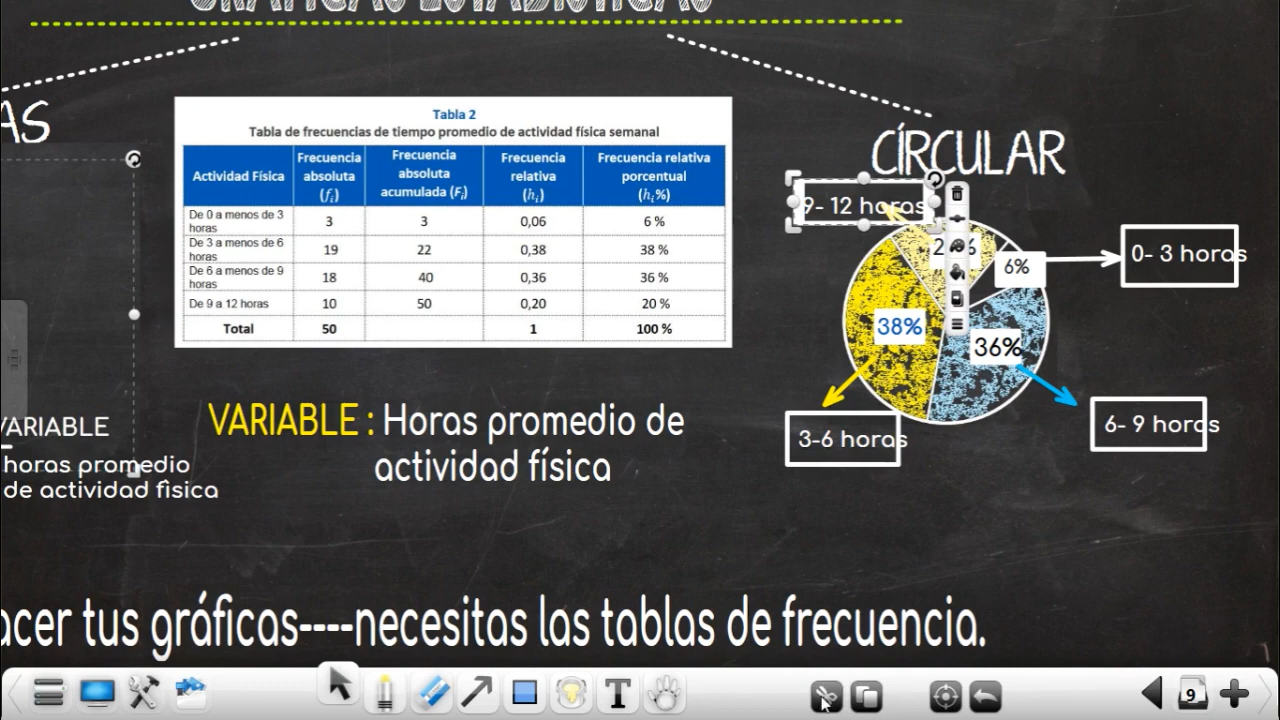 GRÁFICAS ESTADÍSTICAS
AS
Tabla 2
Tabla de frecuencias de tiempo promedio de actividad física semanal
Actividad Física | Frecuencia absoluta (fi) | Frecuencia absoluta acumulada (Fi) | Frecuencia relativa (hi) | Frecuencia relativa porcentual (hi%)
De 0 a menos de 3 horas | 3 | 3 | 0,06 | 6 %
De 3 a menos de 6 horas | 19 | 22 | 0,38 | 38 %
De 6 a menos de 9 horas | 18 | 40 | 0,36 | 36 %
De 9 a 12 horas | 10 | 50 | 0,20 | 20 %
Total | 50 | | 1 | 100 %
CÍRCULAR
9- 12 horas
0- 3 horas
6%
38%
36%
3-6 horas
6- 9 horas
VARIABLE
horas promedio
de actividad fisica
VARIABLE : Horas promedio de
actividad física
acer tus gráficas----necesitas las tablas de frecuencia.
T
9